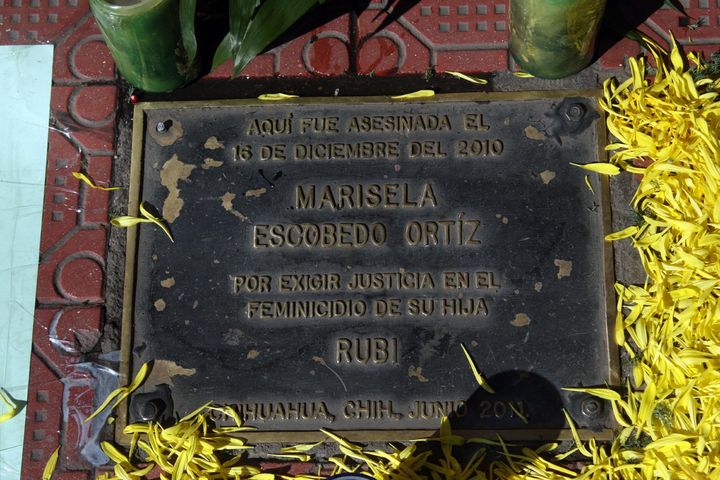 AQUÍ FUE ASESINADA EL
16 DE DICIEMBRE DEL 2010
MARISELA
ESCOBEDO ORTÍZ
POR EXIGIR JUSTICIA EN EL
FEMINICIDIO DE SU HIJA
RUBI
CHIHUAHUA, CHIH, JUNIO 2011.